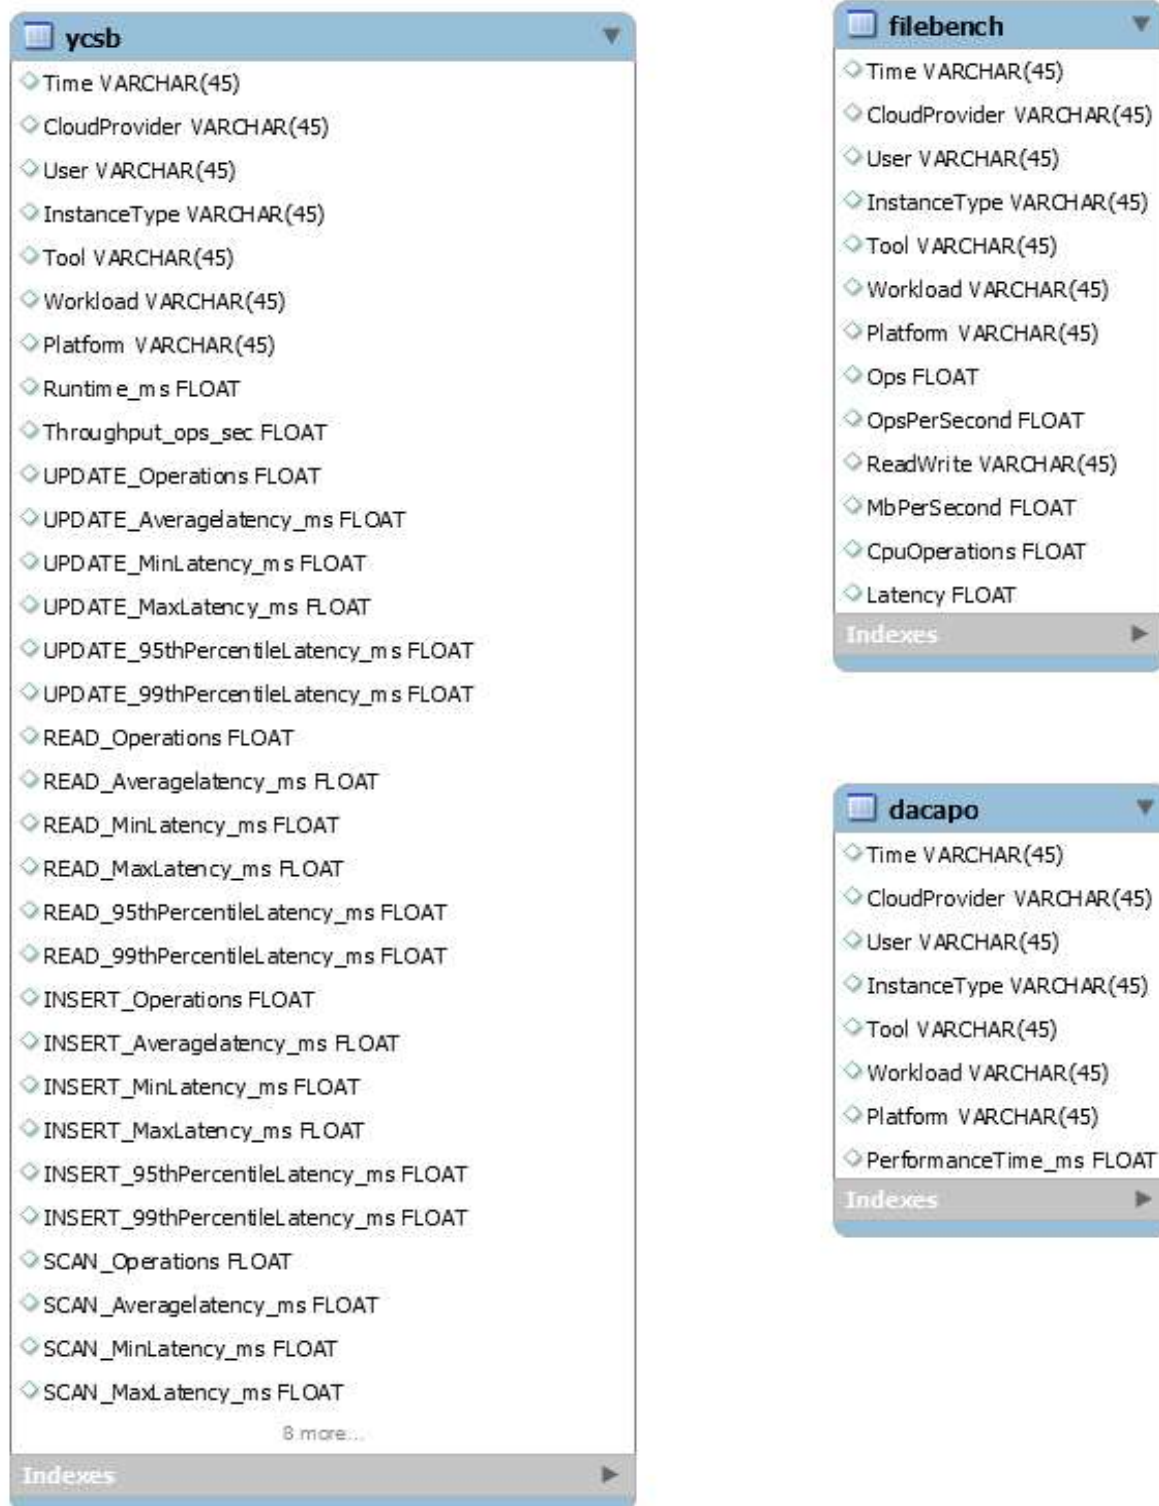 ycsb
Time VARCHAR(45)
CloudProvider VARCHAR(45)
User VARCHAR(45)
InstanceType VARCHAR(45)
Tool VARCHAR(45)
Workload VARCHAR(45)
Platform VARCHAR(45)
Runtime_ms FLOAT
Throughput_ops_sec FLOAT
UPDATE_Operations FLOAT
UPDATE_Averagelatency_ms FLOAT
UPDATE_MinLatency_ms FLOAT
UPDATE_MaxLatency_ms FLOAT
UPDATE_95thPercentileLatency_ms FLOAT
UPDATE_99thPercentileLatency_ms FLOAT
READ_Operations FLOAT
READ_Averagelatency_ms FLOAT
READ_MinLatency_ms FLOAT
READ_MaxLatency_ms FLOAT
READ_95thPercentileLatency_ms FLOAT
READ_99thPercentileLatency_ms FLOAT
INSERT_Operations FLOAT
INSERT_Averagelatency_ms FLOAT
INSERT_MinLatency_ms FLOAT
INSERT_MaxLatency_ms FLOAT
INSERT_95thPercentileLatency_ms FLOAT
INSERT_99thPercentileLatency_ms FLOAT
SCAN_Operations FLOAT
SCAN_Averagelatency_ms FLOAT
SCAN_MinLatency_ms FLOAT
SCAN_MaxLatency_ms FLOAT
8 more...
Indexes
filebench
Time VARCHAR(45)
CloudProvider VARCHAR(45)
User VARCHAR(45)
InstanceType VARCHAR(45)
Tool VARCHAR(45)
Workload VARCHAR(45)
Platform VARCHAR(45)
Ops FLOAT
OpsPerSecond FLOAT
ReadWrite VARCHAR(45)
MbPerSecond FLOAT
CpuOperations FLOAT
Latency FLOAT
Indexes
dacapo
Time VARCHAR(45)
CloudProvider VARCHAR(45)
User VARCHAR(45)
InstanceType VARCHAR(45)
Tool VARCHAR(45)
Workload VARCHAR(45)
Platform VARCHAR(45)
PerformanceTime_ms FLOAT
Indexes